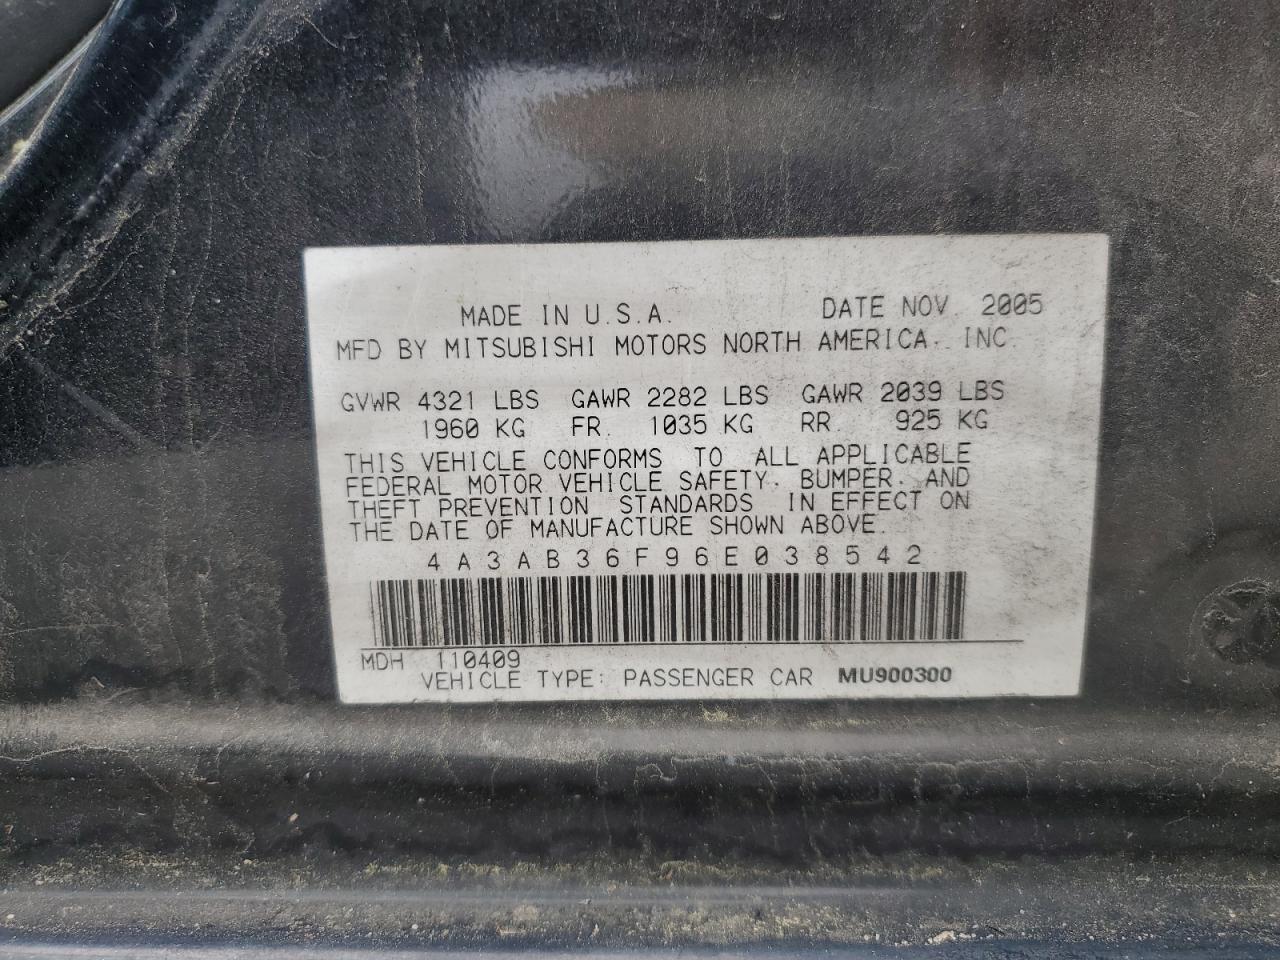 MADE IN U.S.A. DATE NOV. 2005
MFD BY MITSUBISHI MOTORS NORTH AMERICA, INC.
GVWR 4321 LBS GAWR 2282 LBS GAWR 2039 LBS
1960 KG FR. 1035 KG RR. 925 KG
THIS VEHICLE CONFORMS TO ALL APPLICABLE
FEDERAL MOTOR VEHICLE SAFETY, BUMPER, AND
THEFT PREVENTION STANDARDS IN EFFECT ON
THE DATE OF MANUFACTURE SHOWN ABOVE.
4A3AB36F96E038542
MDH 110409
VEHICLE TYPE: PASSENGER CAR MU900300